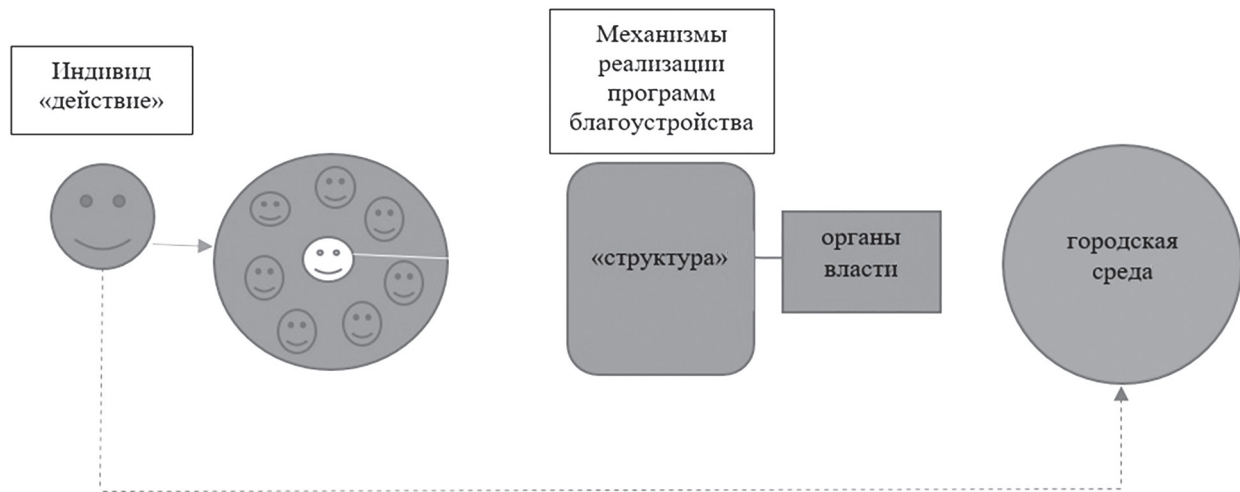 Индивид
«действие»
Механизмы
реализации
программ
благоустройства
«структура»
органы
власти
городская
среда